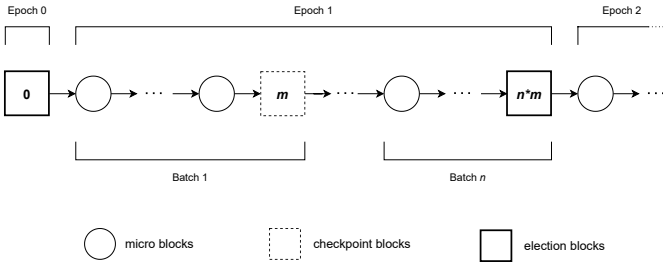 Epoch 0 Epoch 1 Epoch 2
0 ... m ... ... n*m ...
Batch 1 Batch n
micro blocks checkpoint blocks election blocks